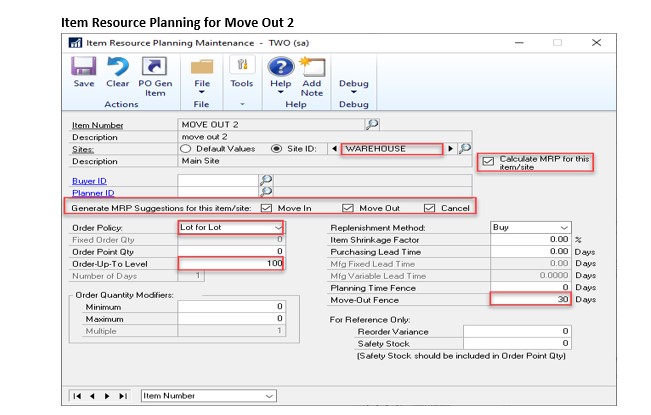 Item Resource Planning for Move Out 2
Item Resource Planning Maintenance - TWO (sa)
Save Clear PO Gen Item File Tools Help Add Note Debug
Actions File Help Debug
Item Number MOVE OUT 2
Description move out 2
Sites: Default Values Site ID: WAREHOUSE
Description Main Site
Calculate MRP for this item/site
Buyer ID
Planner ID
Generate MRP Suggestions for this item/site: Move In Move Out Cancel
Order Policy: Lot for Lot Replenishment Method: Buy
Fixed Order Qty 0 Item Shrinkage Factor 0.00 %
Order Point Qty 0 Purchasing Lead Time 0.00 Days
Order-Up-To Level 100 Mfg Fixed Lead Time 0.00 Days
Number of Days 1 Mfg Variable Lead Time 0.0000 Days
Planning Time Fence 0 Days
Order Quantity Modifiers: Move-Out Fence 30 Days
Minimum 0
Maximum 0 For Reference Only:
Multiple 1 Reorder Variance 0
Safety Stock 0
(Safety Stock should be included in Order Point Qty)
Item Number